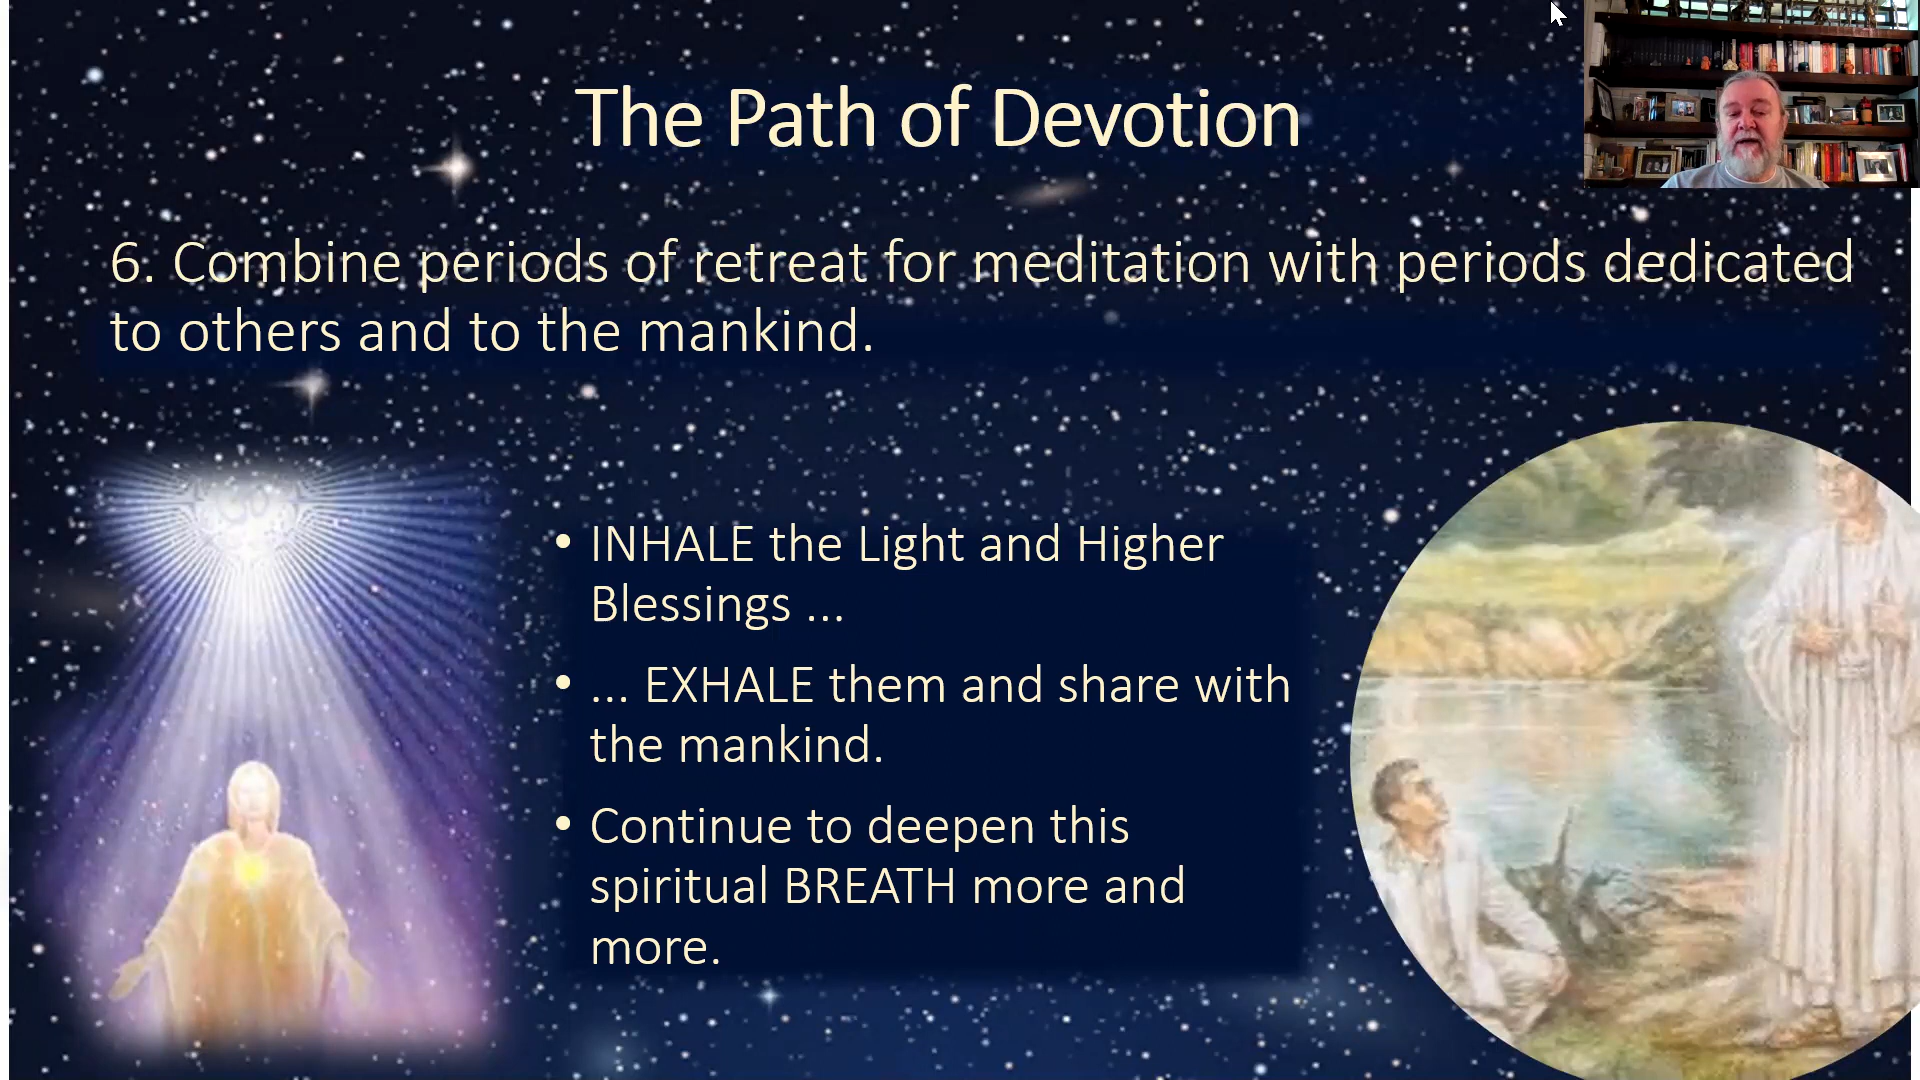 The Path of Devotion
6. Combine periods of retreat for meditation with periods dedicated
to others and to the mankind.
• INHALE the Light and Higher
Blessings ...
• ... EXHALE them and share with
the mankind.
• Continue to deepen this
spiritual BREATH more and
more.